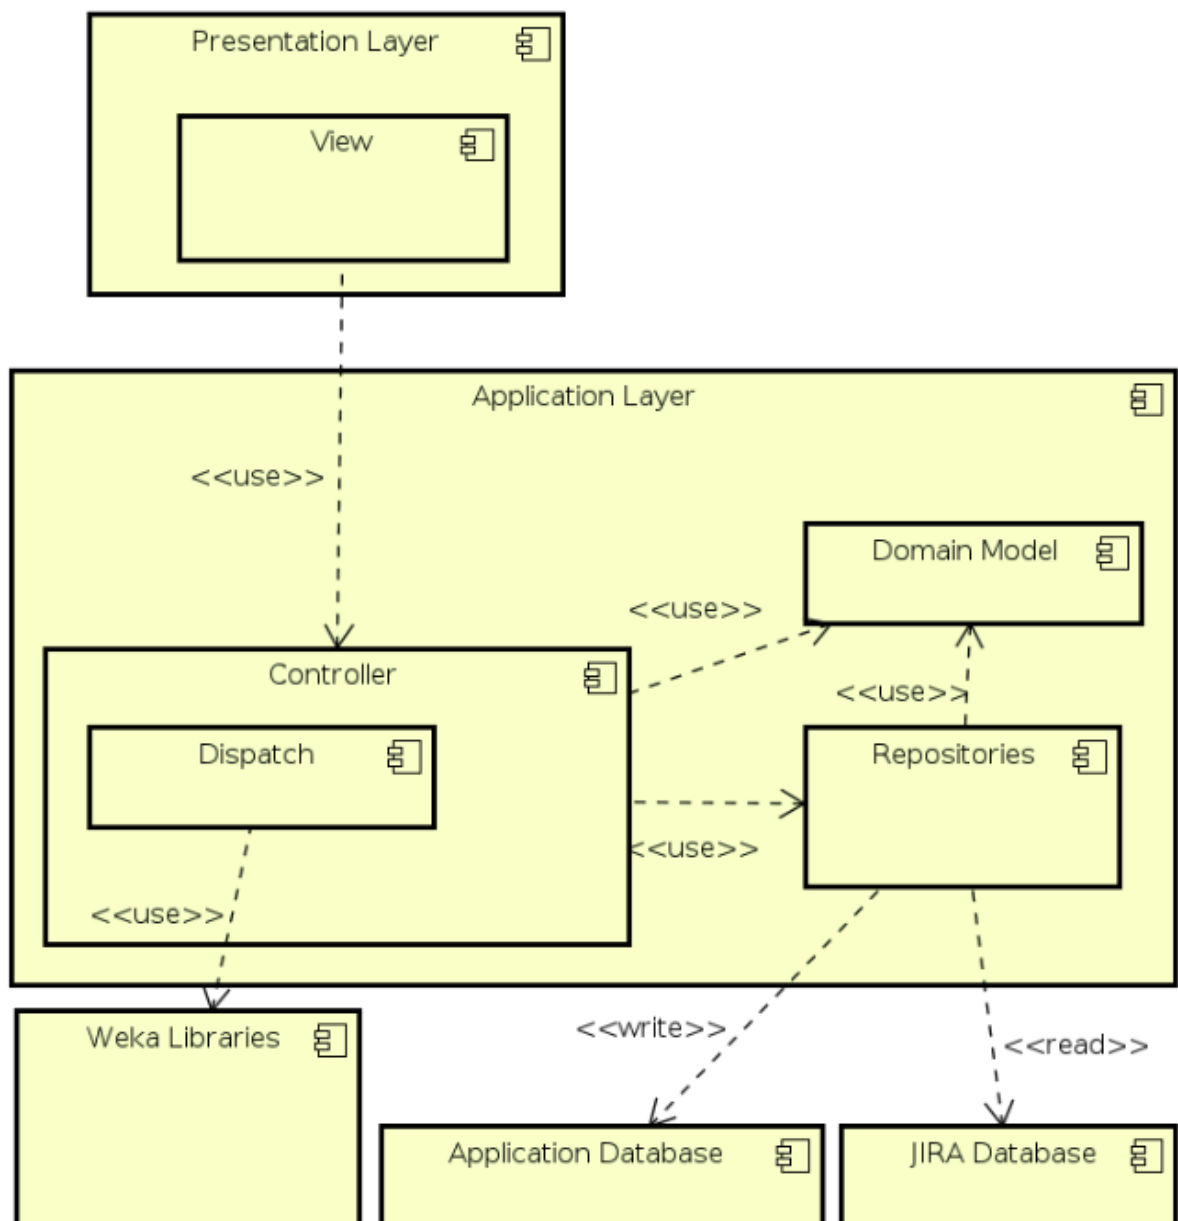 Presentation Layer
View
Application Layer
<<use>>
Domain Model
<<use>>
Controller
<<use>>
Dispatch
Repositories
<<use>>
<<use>>
Weka Libraries
<<write>>
<<read>>
Application Database
JIRA Database